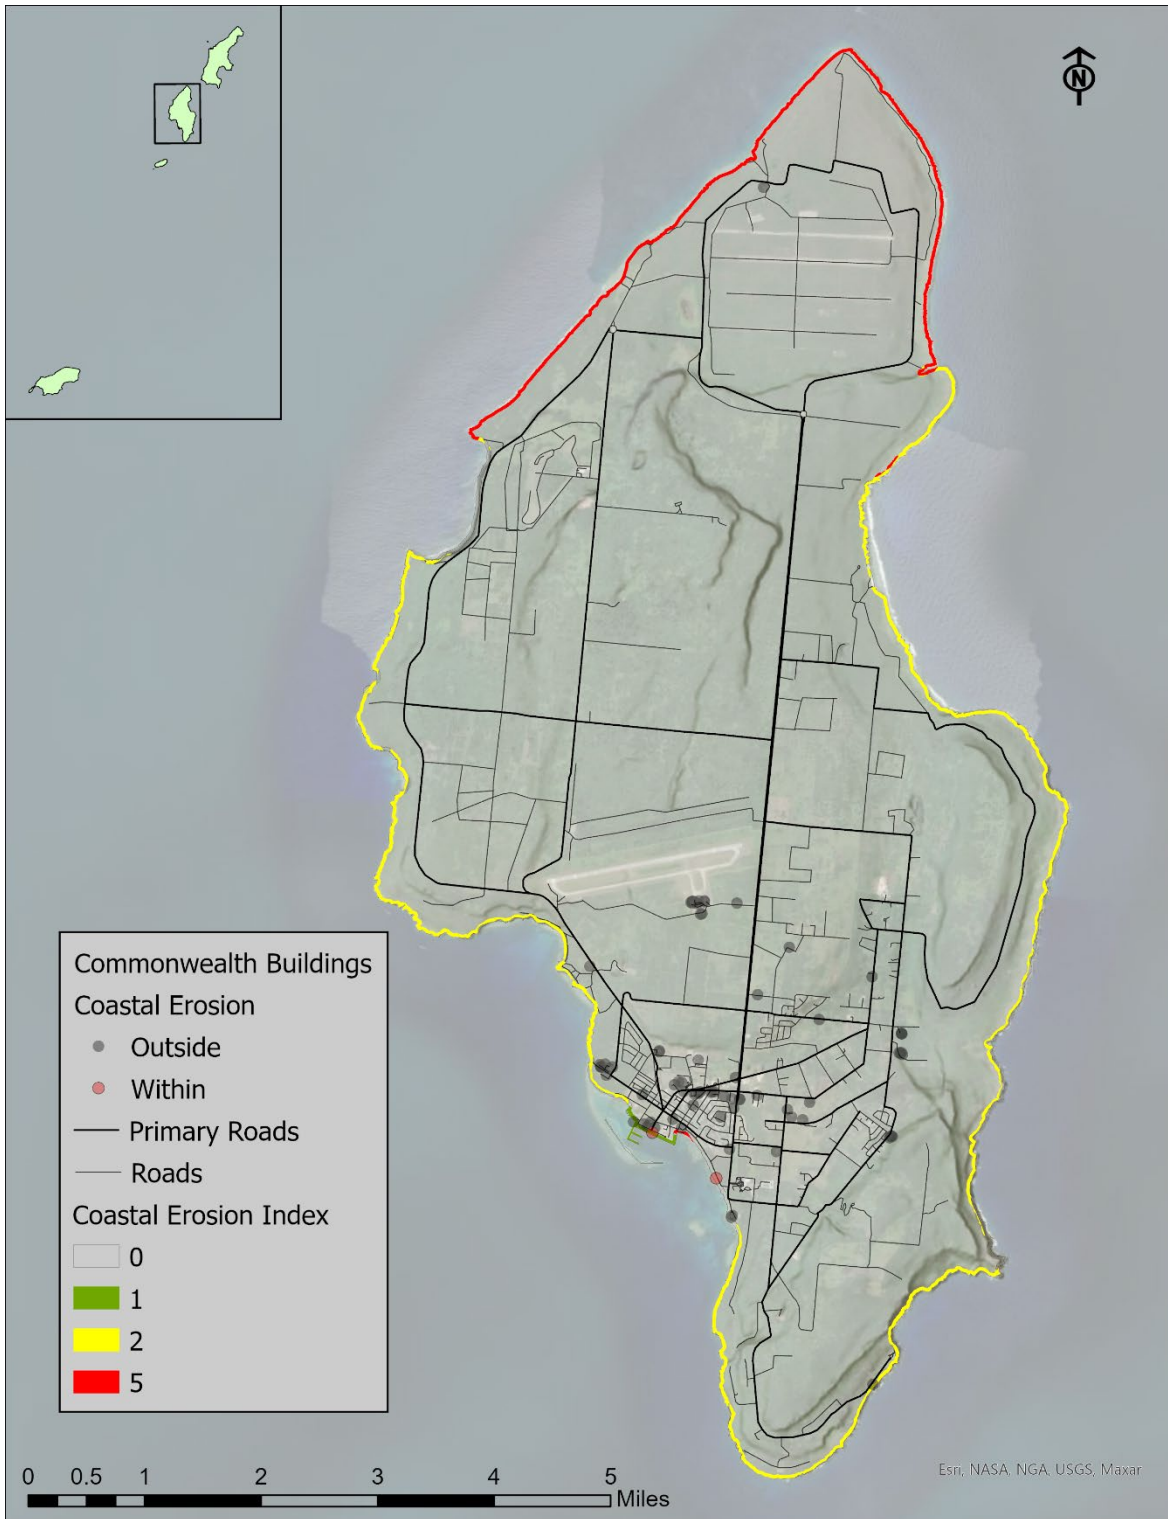 N
Commonwealth Buildings
Coastal Erosion
Outside
Within
Primary Roads
Roads
Coastal Erosion Index
0
1
2
5
0 0.5 1 2 3 4 5
Miles
Esri, NASA, NGA, USGS, Maxar